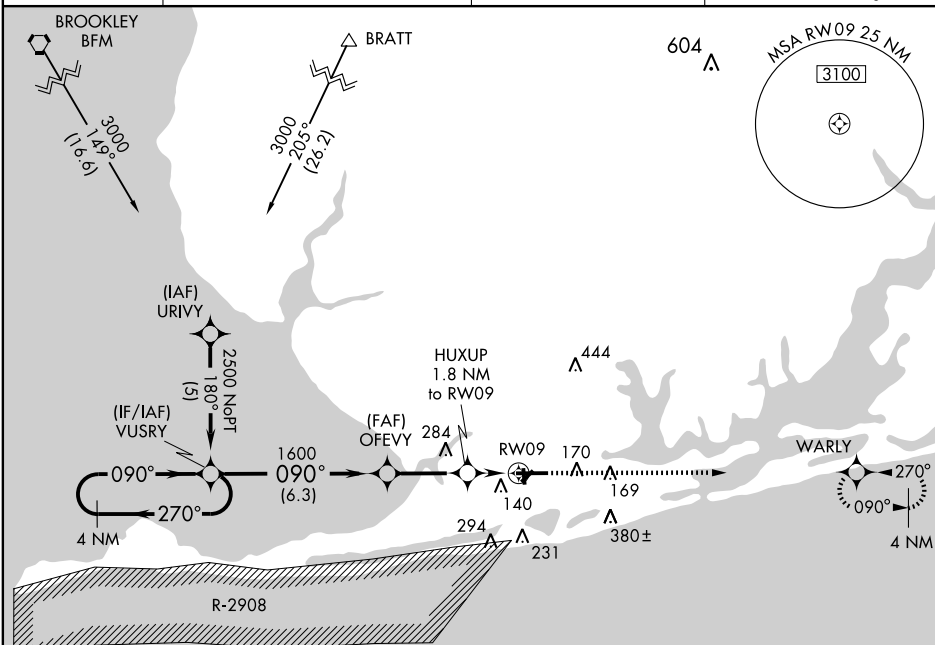 BROOKLEY
BFM
3000
149°
(16.6)
BRATT
3000
205°
(26.2)
604
MSA RW09 25 NM
3100
(IAF)
URIVY
2500 NoPT
180°
(5)
(IF/IAF)
VUSRY
090°
270°
4 NM
1600
090°
(6.3)
(FAF)
OFEVY
284
HUXUP
1.8 NM
to RW09
RW09
444
170
169
140
294
231
380±
WARLY
270°
090°
4 NM
R-2908